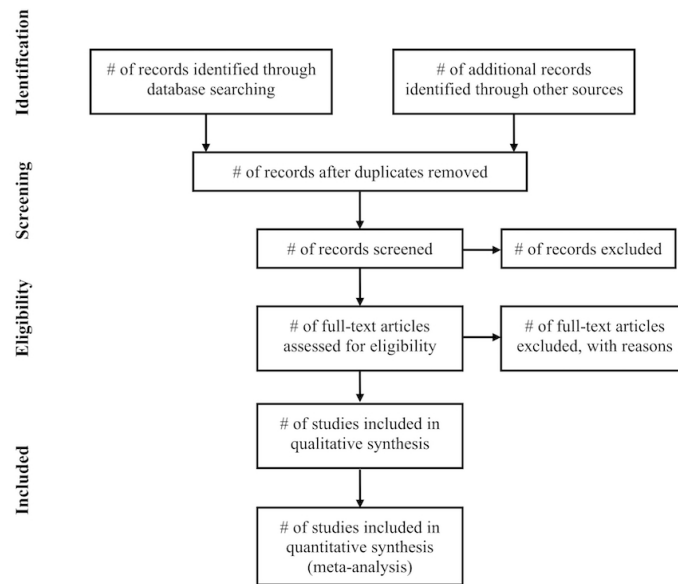 Identification
# of records identified through
database searching
# of additional records
identified through other sources
Screening
# of records after duplicates removed
# of records screened
# of records excluded
Eligibility
# of full-text articles
assessed for eligibility
# of full-text articles
excluded, with reasons
Included
# of studies included in
qualitative synthesis
# of studies included in
quantitative synthesis
(meta-analysis)